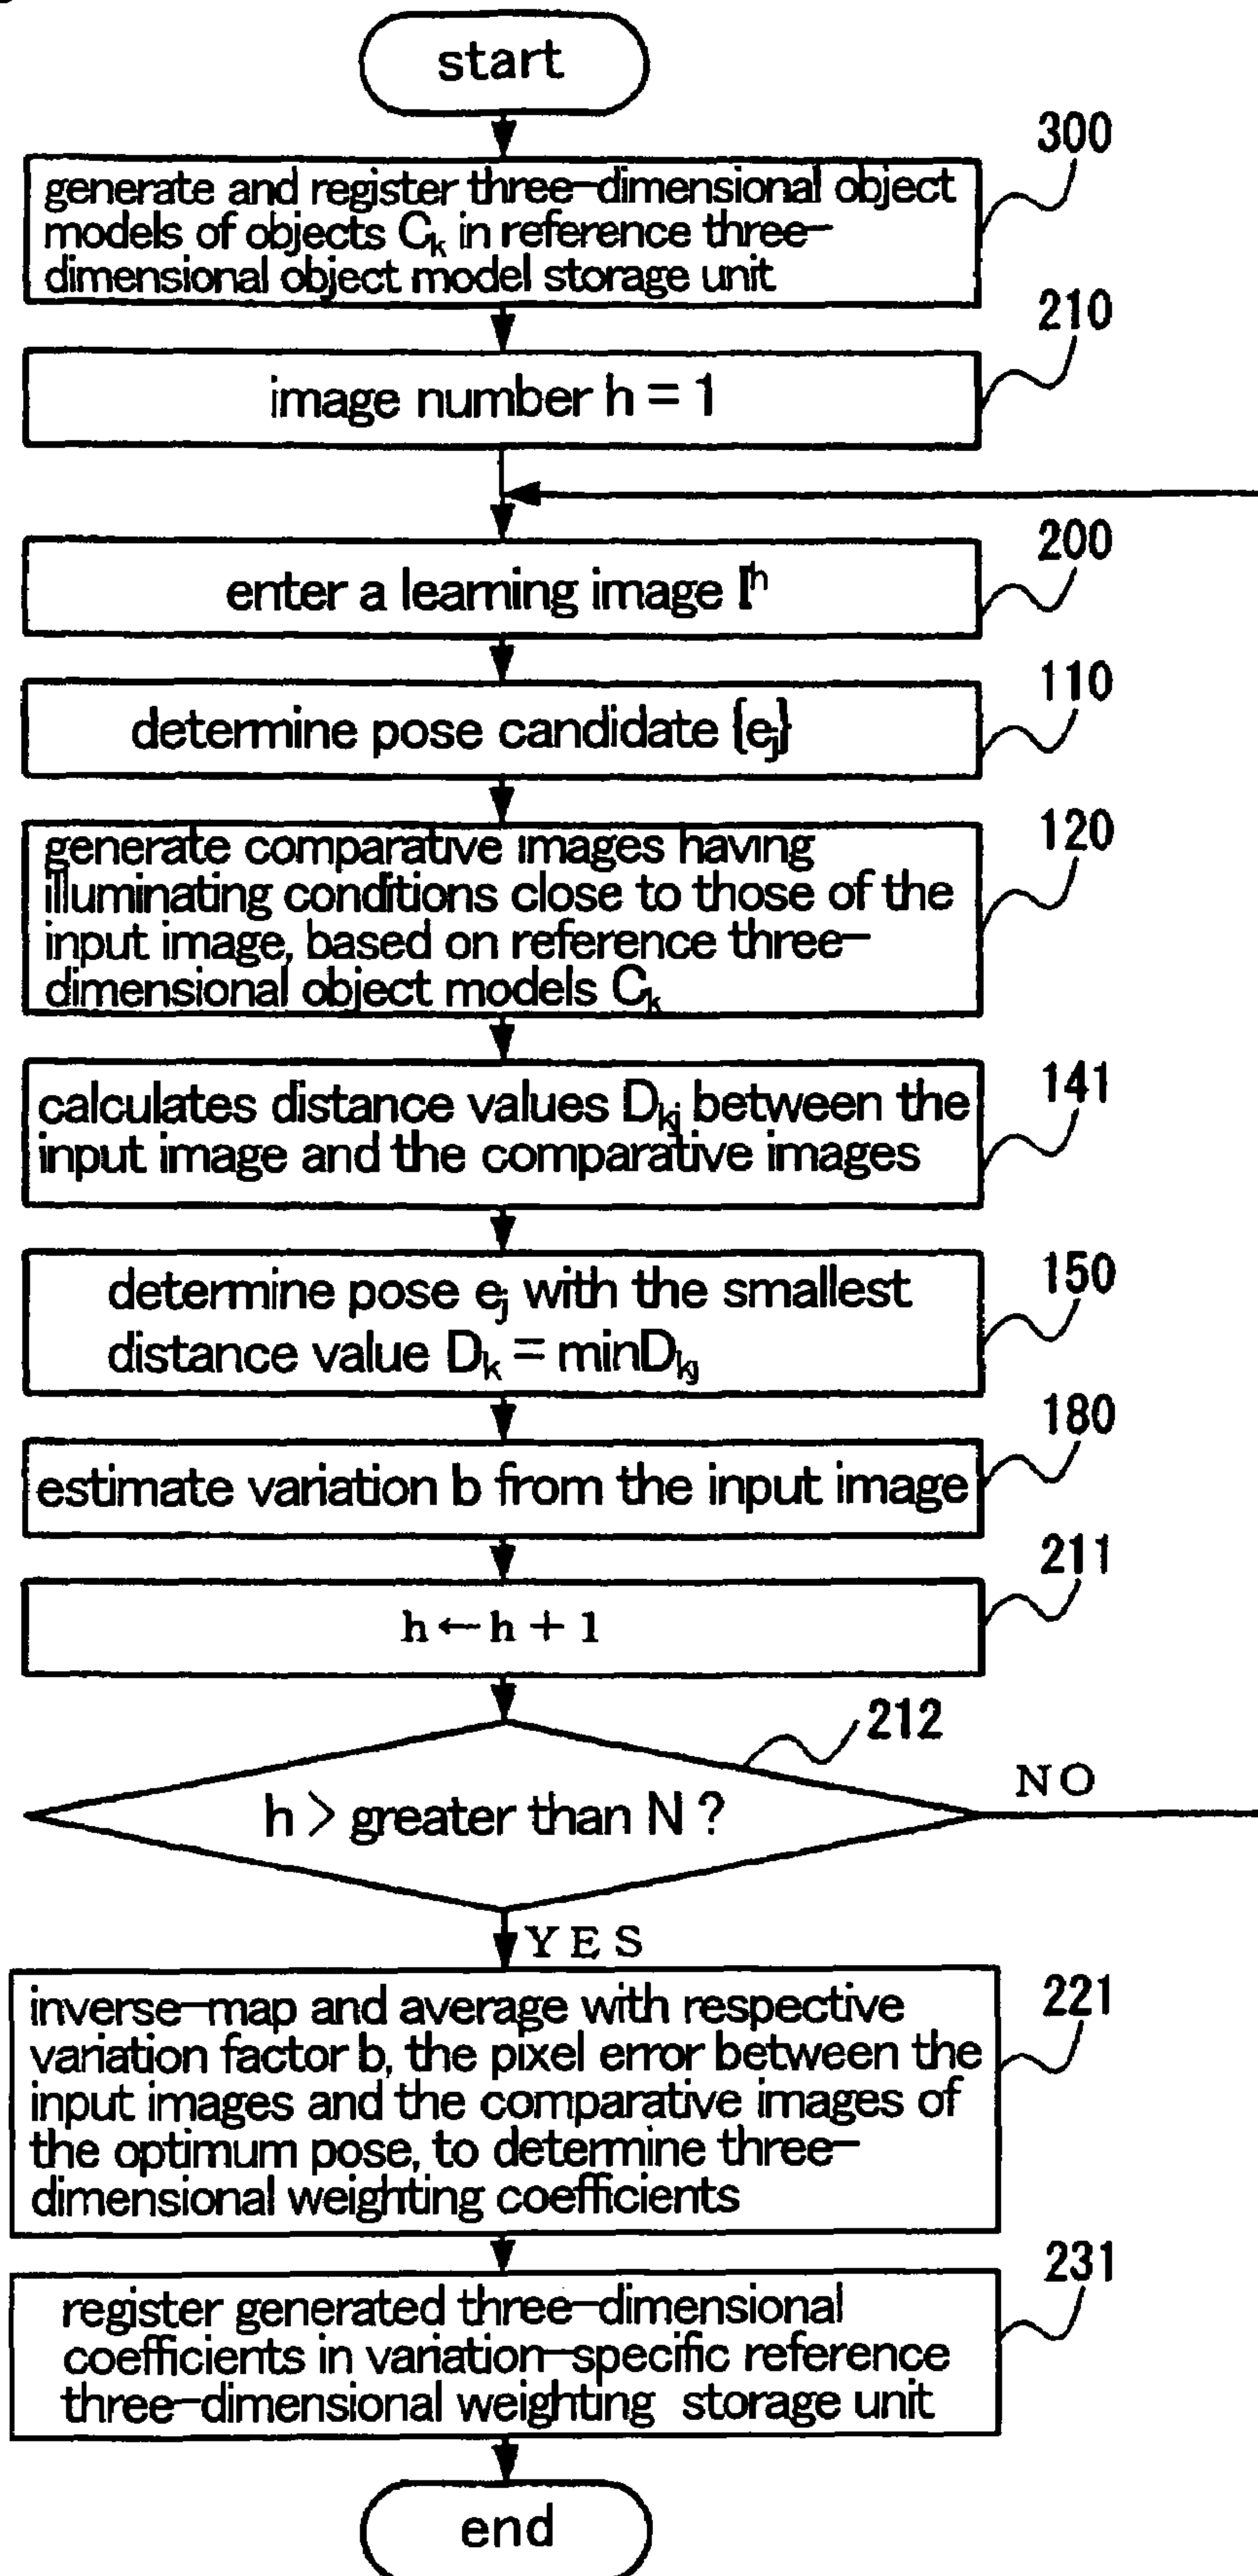 start
300
generate and register three-dimensional object
models of objects Cₖ in reference three-
dimensional object model storage unit
210
image number h = 1
200
enter a learning image Iʰ
110
determine pose candidate {eⱼ}
120
generate comparative images having
illuminating conditions close to those of the
input image, based on reference three-
dimensional object models Cₖ
141
calculates distance values Dₖⱼ between the
input image and the comparative images
150
determine pose eⱼ with the smallest
distance value Dₖ = minDₖⱼ
180
estimate variation b from the input image
211
h ← h + 1
212
h > greater than N ?
NO
YES
221
inverse-map and average with respective
variation factor b, the pixel error between the
input images and the comparative images of
the optimum pose, to determine three-
dimensional weighting coefficients
231
register generated three-dimensional
coefficients in variation-specific reference
three-dimensional weighting storage unit
end